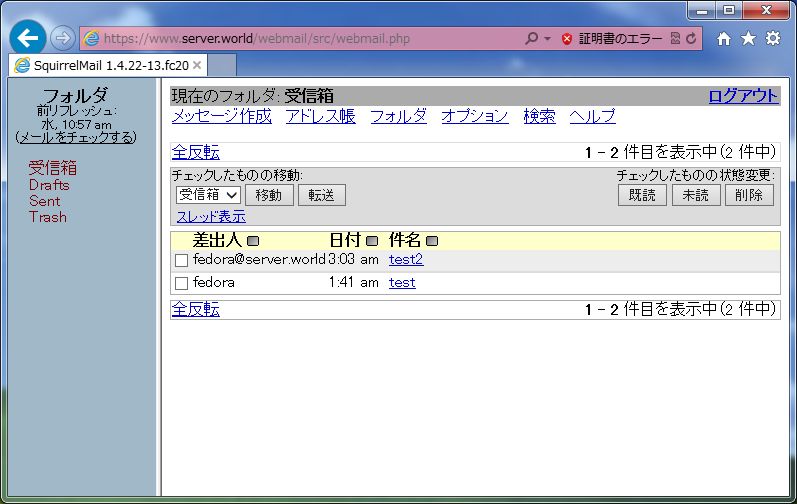 https://www.server.world/webmail/src/webmail.php 証明書のエラー
SquirrelMail 1.4.22-13.fc20
フォルダ
前リフレッシュ:
水, 10:57 am
(メールをチェックする)
受信箱
Drafts
Sent
Trash
現在のフォルダ: 受信箱 ログアウト
メッセージ作成 アドレス帳 フォルダ オプション 検索 ヘルプ
全反転 1 - 2 件目を表示中(2 件中)
チェックしたものの移動: チェックしたものの状態変更:
受信箱 移動 転送 既読 未読 削除
スレッド表示
差出人 日付 件名
fedora@server.world 3:03 am test2
fedora 1:41 am test
全反転 1 - 2 件目を表示中(2 件中)